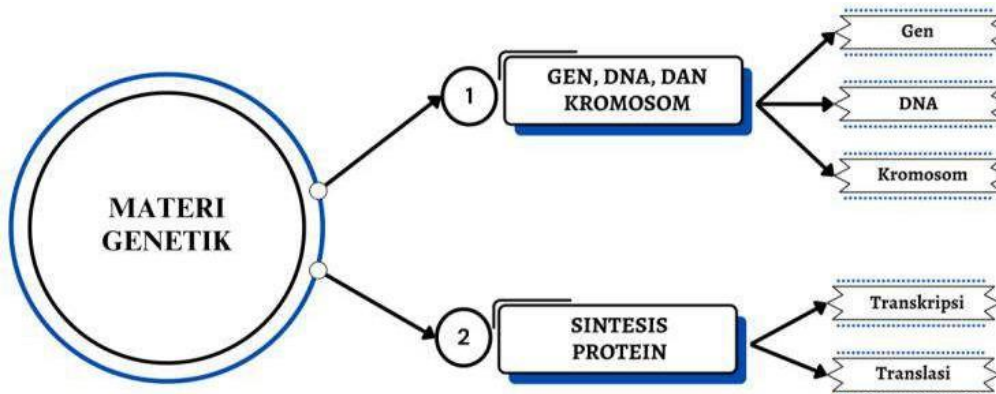 MATERI
GENETIK
1
GEN, DNA, DAN
KROMOSOM
Gen
DNA
Kromosom
2
SINTESIS
PROTEIN
Transkripsi
Translasi